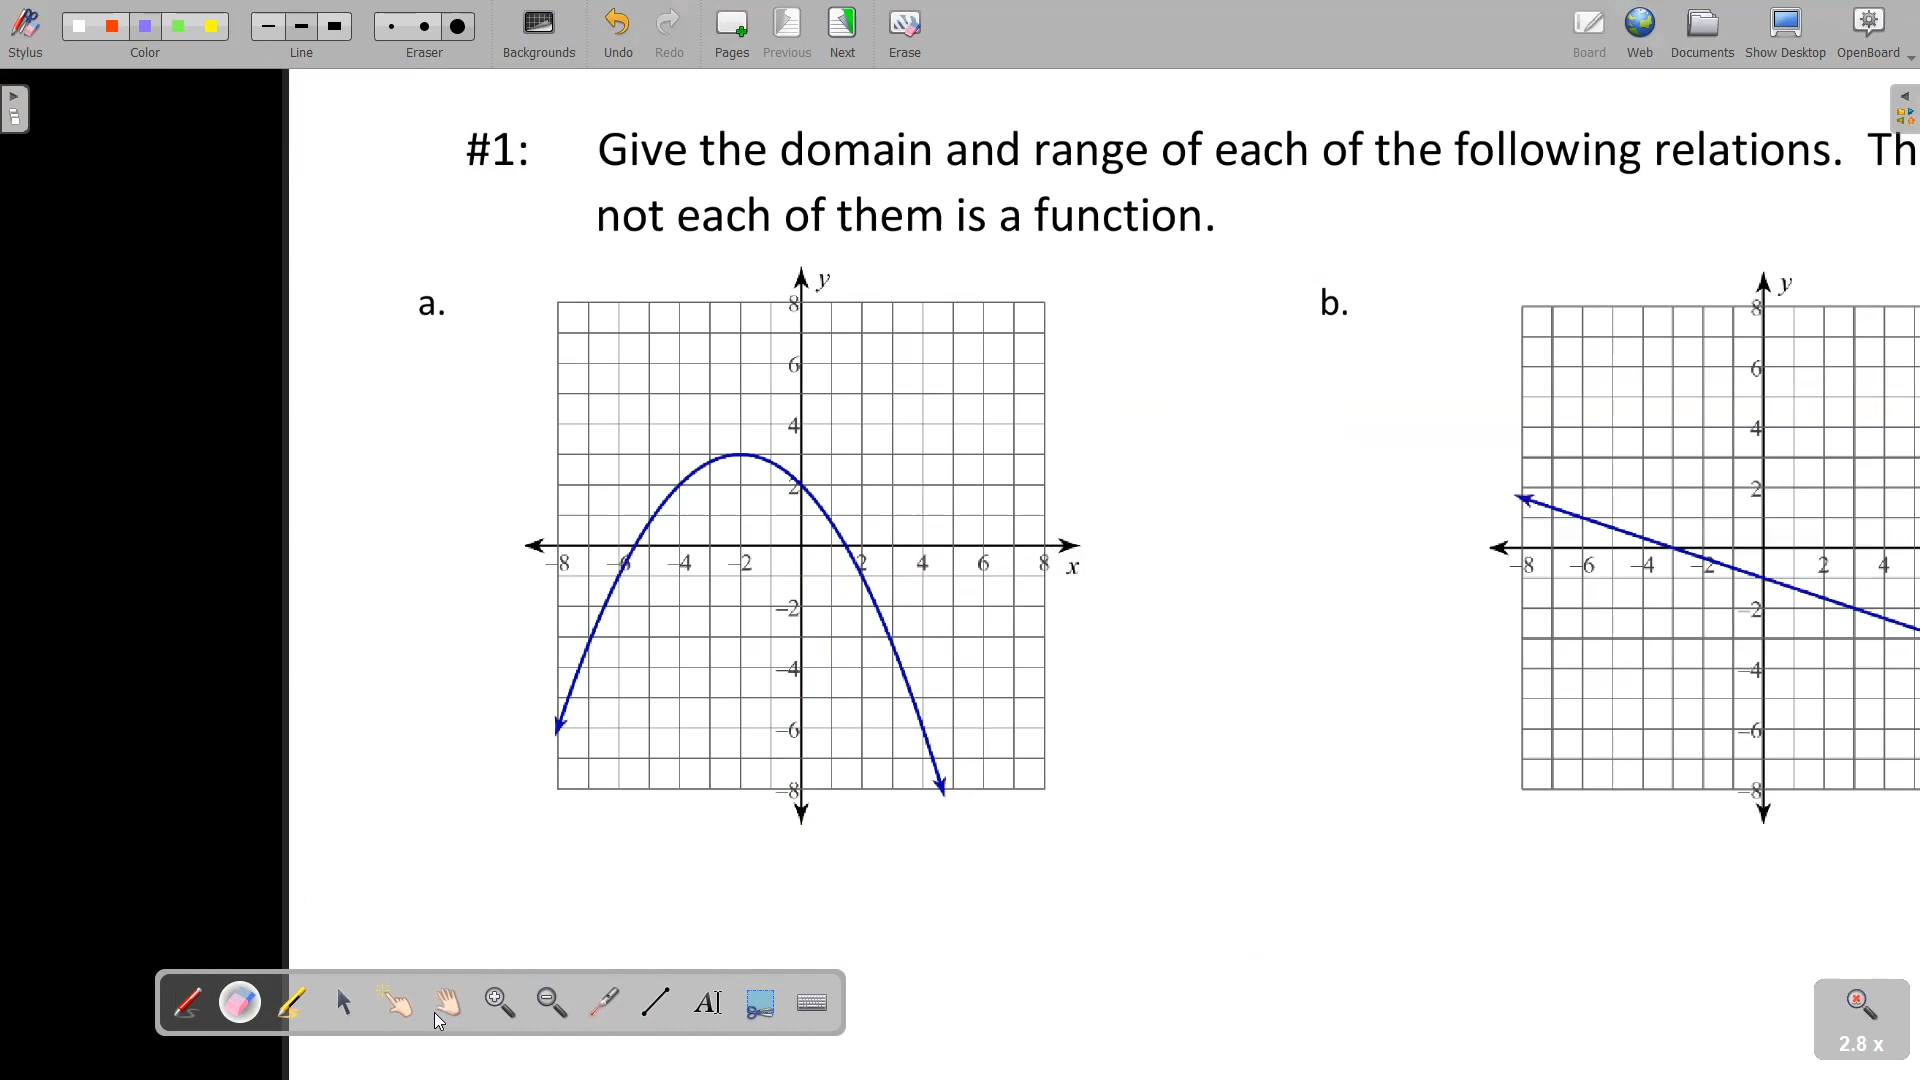 Stylus Color Line Eraser Backgrounds Undo Redo Pages Previous Next Erase Board Web Documents Show Desktop OpenBoard
#1: Give the domain and range of each of the following relations. Th
not each of them is a function.
a.
y
8
6
4
2
-8 -6 -4 -2 2 4 6 8 x
-2
-4
-6
-8
b.
y
8
6
4
2
-8 -6 -4 -2 2 4
-2
-4
-6
-8
AI
2.8 x